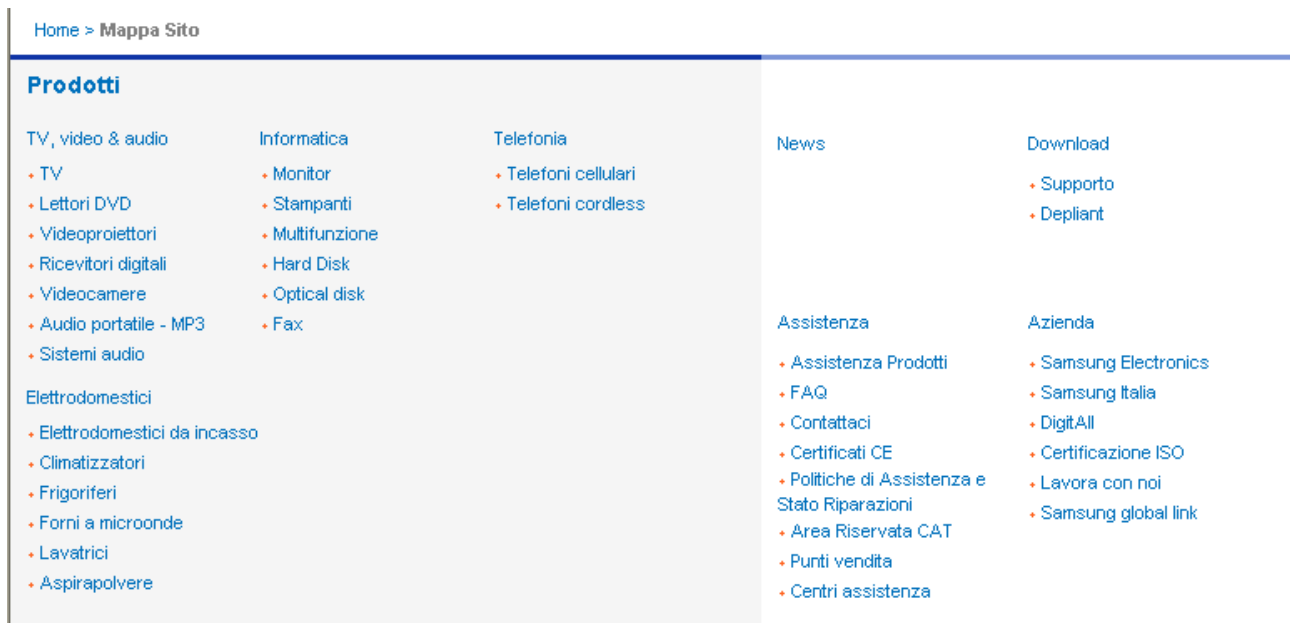 Home > Mappa Sito
Prodotti
TV, video & audio
TV
Lettori DVD
Videoproiettori
Ricevitori digitali
Videocamere
Audio portatile - MP3
Sistemi audio
Informatica
Monitor
Stampanti
Multifunzione
Hard Disk
Optical disk
Fax
Telefonia
Telefoni cellulari
Telefoni cordless
Elettrodomestici
Elettrodomestici da incasso
Climatizzatori
Frigoriferi
Forni a microonde
Lavatrici
Aspirapolvere
News
Download
Supporto
Depliant
Assistenza
Assistenza Prodotti
FAQ
Contattaci
Certificati CE
Politiche di Assistenza e
Stato Riparazioni
Area Riservata CAT
Punti vendita
Centri assistenza
Azienda
Samsung Electronics
Samsung Italia
DigitAll
Certificazione ISO
Lavora con noi
Samsung global link